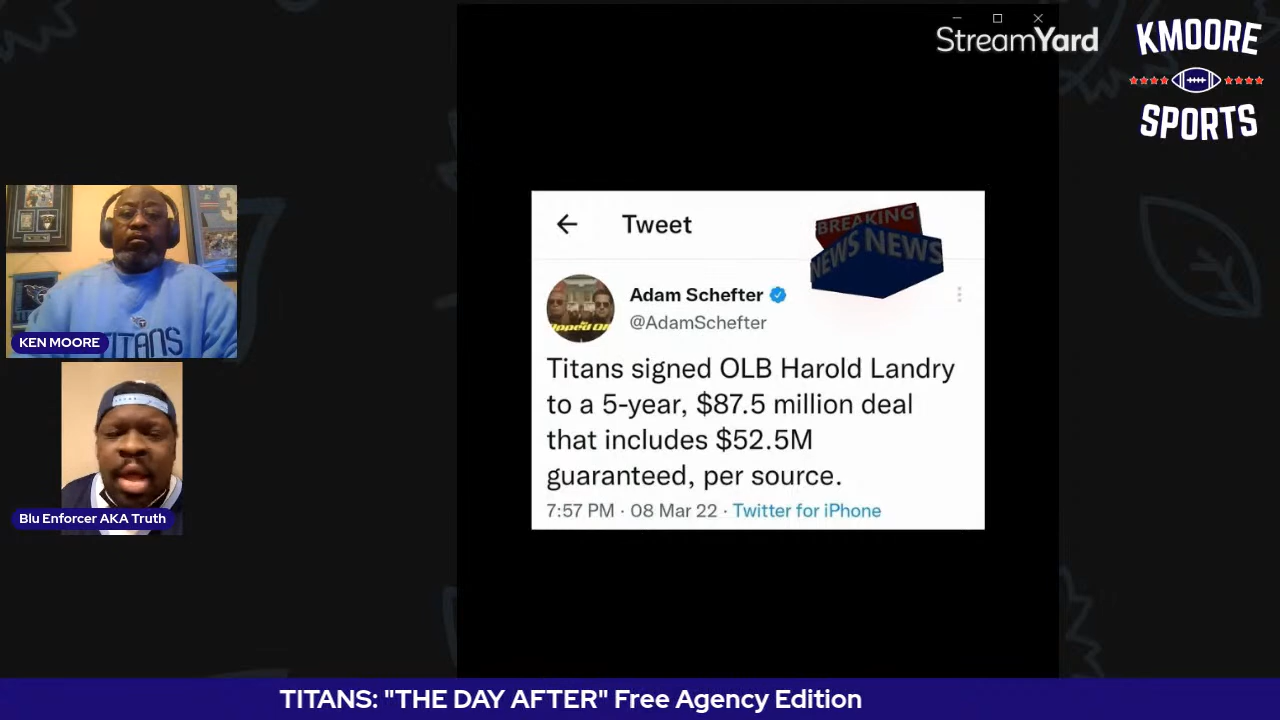 StreamYard
KMOORE
SPORTS
Tweet
BREAKING
NEWS NEWS
Adam Schefter
@AdamSchefter
Titans signed OLB Harold Landry
to a 5-year, $87.5 million deal
that includes $52.5M
guaranteed, per source.
7:57 PM · 08 Mar 22 · Twitter for iPhone
KEN MOORE
TITANS
Blu Enforcer AKA Truth
TITANS: "THE DAY AFTER" Free Agency Edition